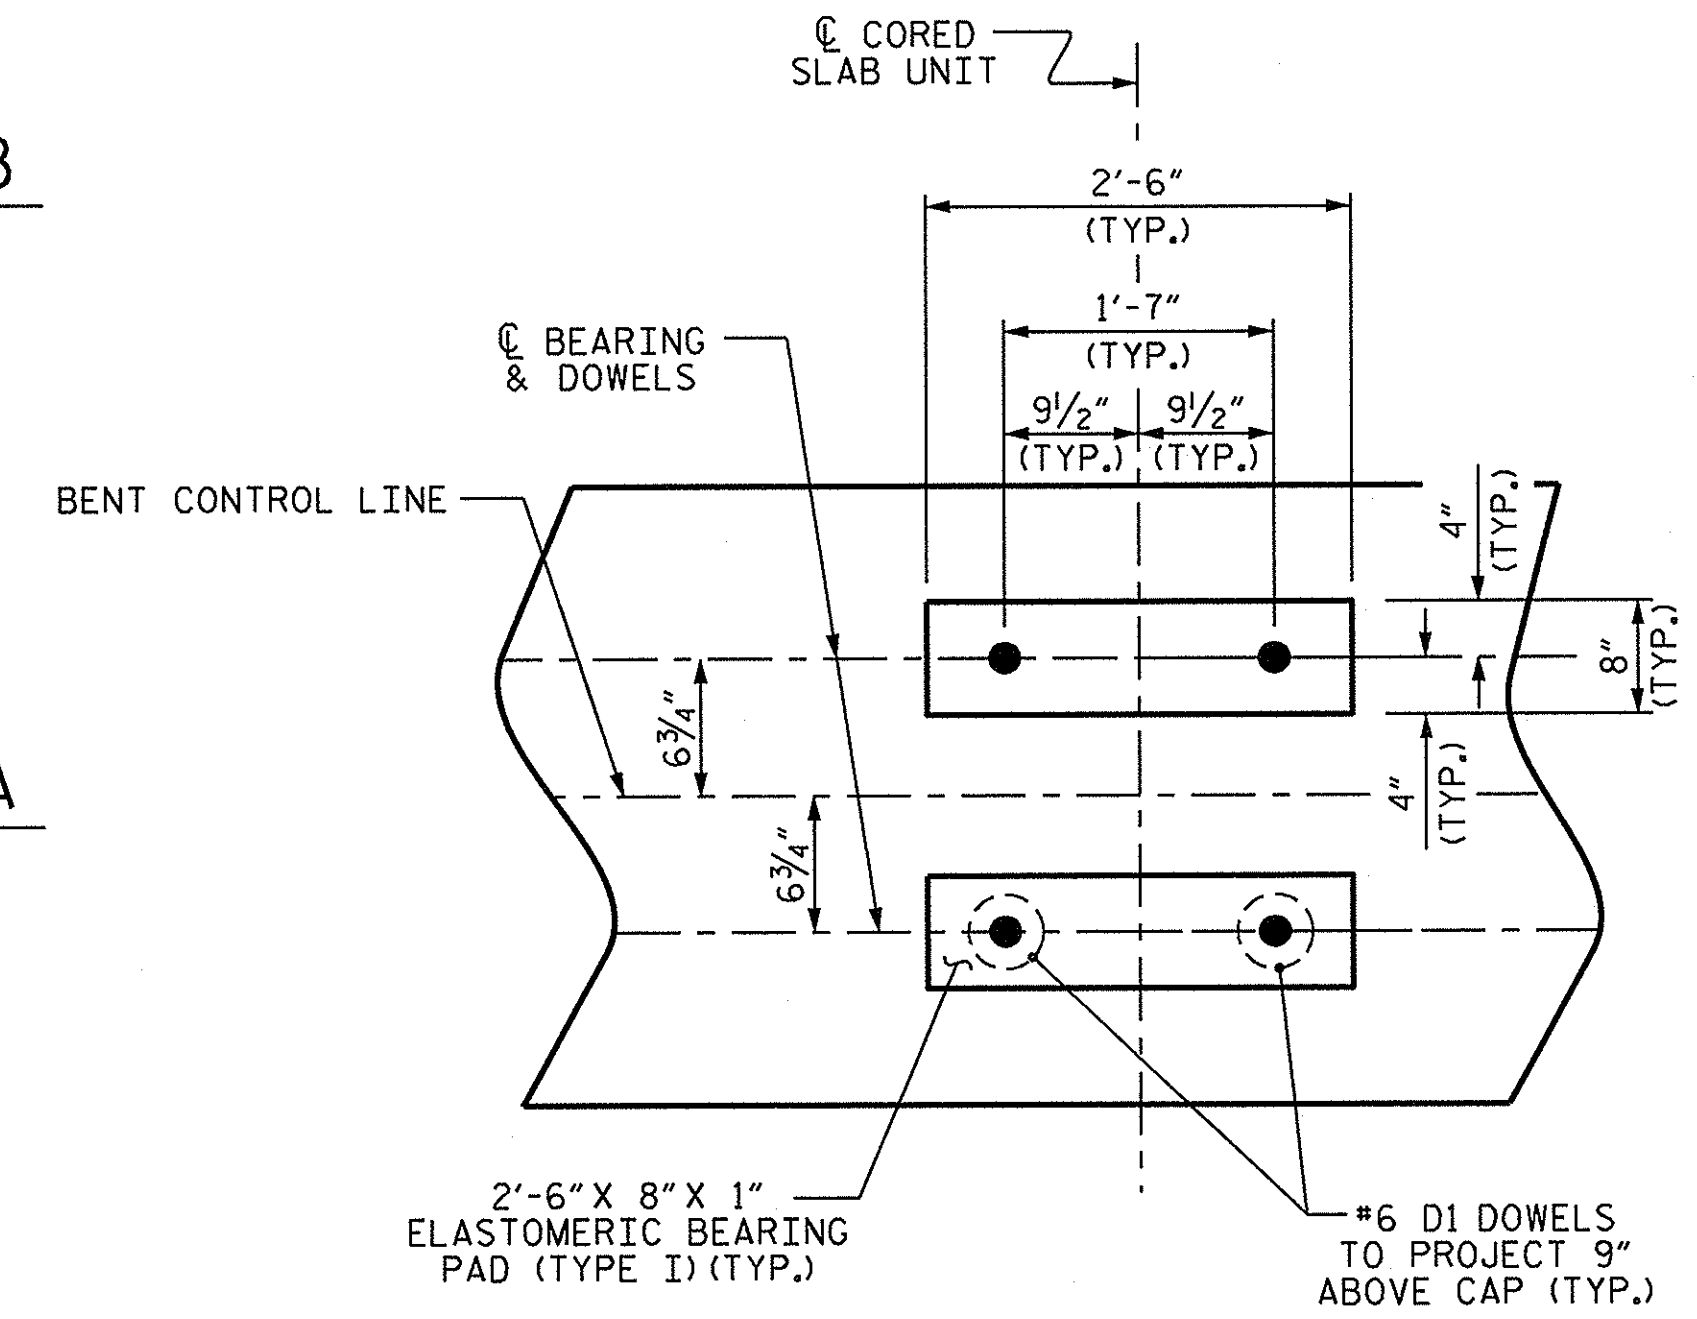 ℄ CORED
SLAB UNIT
B
2'-6"
(TYP.)
1'-7"
(TYP.)
℄ BEARING
& DOWELS
9½" 9½"
(TYP.) (TYP.)
BENT CONTROL LINE
4"
(TYP.)
8"
(TYP.)
6¾"
4"
(TYP.)
A
6¾"
2'-6" X 8" X 1"
ELASTOMERIC BEARING
PAD (TYPE I)(TYP.)
#6 D1 DOWELS
TO PROJECT 9"
ABOVE CAP (TYP.)